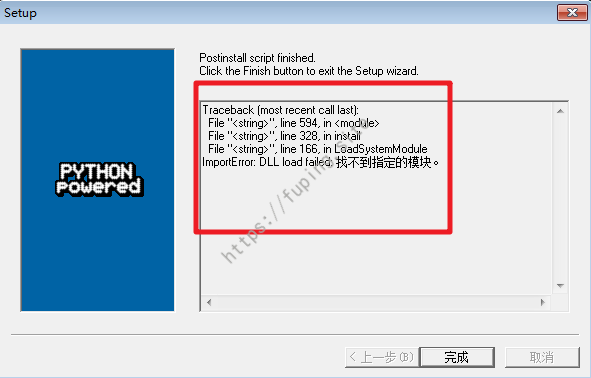 Setup
Postinstall script finished.
Click the Finish button to exit the Setup wizard.
Traceback (most recent call last):
File "<string>", line 594, in <module>
File "<string>", line 328, in install
File "<string>", line 166, in LoadSystemModule
ImportError: DLL load failed: 找不到指定的模块。
PYTHON
powered
< 上一步(B)
完成
取消